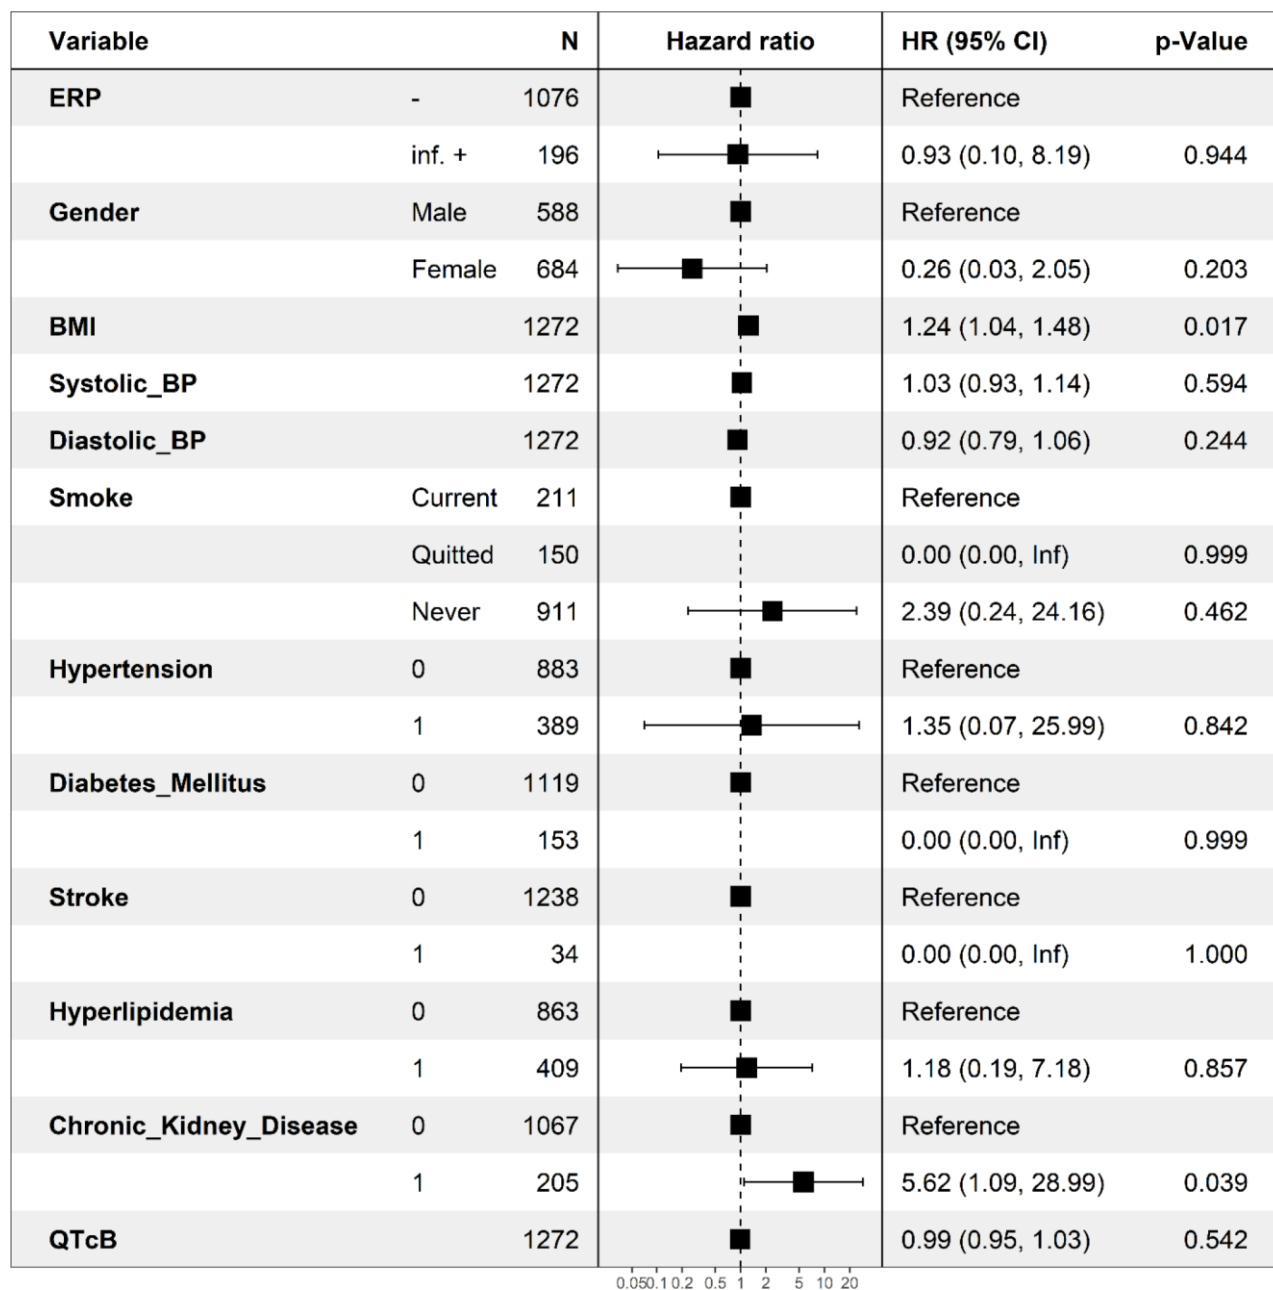 Variable N Hazard ratio HR (95% CI) p-Value
ERP - 1076 Reference
inf. + 196 0.93 (0.10, 8.19) 0.944
Gender Male 588 Reference
Female 684 0.26 (0.03, 2.05) 0.203
BMI 1272 1.24 (1.04, 1.48) 0.017
Systolic_BP 1272 1.03 (0.93, 1.14) 0.594
Diastolic_BP 1272 0.92 (0.79, 1.06) 0.244
Smoke Current 211 Reference
Quitted 150 0.00 (0.00, Inf) 0.999
Never 911 2.39 (0.24, 24.16) 0.462
Hypertension 0 883 Reference
1 389 1.35 (0.07, 25.99) 0.842
Diabetes_Mellitus 0 1119 Reference
1 153 0.00 (0.00, Inf) 0.999
Stroke 0 1238 Reference
1 34 0.00 (0.00, Inf) 1.000
Hyperlipidemia 0 863 Reference
1 409 1.18 (0.19, 7.18) 0.857
Chronic_Kidney_Disease 0 1067 Reference
1 205 5.62 (1.09, 28.99) 0.039
QTcB 1272 0.99 (0.95, 1.03) 0.542
0.05 0.1 0.2 0.5 1 2 5 10 20